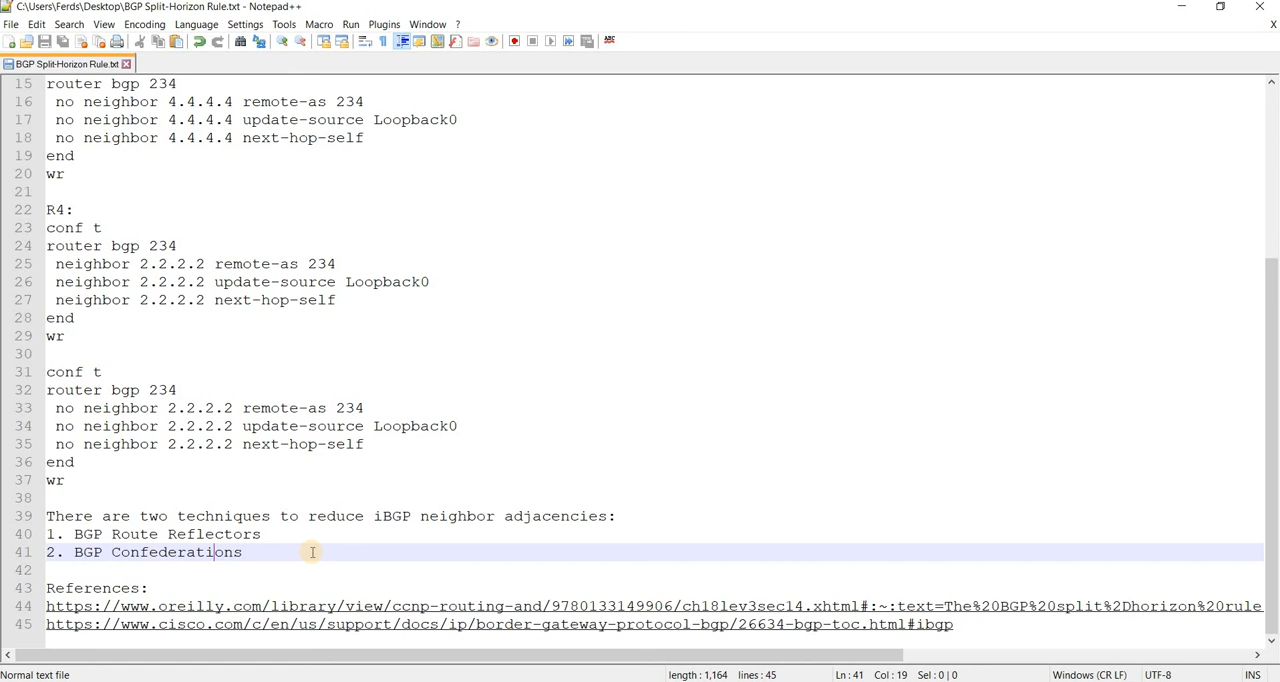 C:\Users\Ferds\Desktop\BGP Split-Horizon Rule.txt - Notepad++
File Edit Search View Encoding Language Settings Tools Macro Run Plugins Window ? X
BGP Split-Horizon Rule.txt
15 router bgp 234
16 no neighbor 4.4.4.4 remote-as 234
17 no neighbor 4.4.4.4 update-source Loopback0
18 no neighbor 4.4.4.4 next-hop-self
19 end
20 wr
21
22 R4:
23 conf t
24 router bgp 234
25 neighbor 2.2.2.2 remote-as 234
26 neighbor 2.2.2.2 update-source Loopback0
27 neighbor 2.2.2.2 next-hop-self
28 end
29 wr
30
31 conf t
32 router bgp 234
33 no neighbor 2.2.2.2 remote-as 234
34 no neighbor 2.2.2.2 update-source Loopback0
35 no neighbor 2.2.2.2 next-hop-self
36 end
37 wr
38
39 There are two techniques to reduce iBGP neighbor adjacencies:
40 1. BGP Route Reflectors
41 2. BGP Confederations
42
43 References:
44 https://www.oreilly.com/library/view/ccnp-routing-and/9780133149906/ch18lev3sec14.xhtml#:~:text=The%20BGP%20split%2Dhorizon%20rule
45 https://www.cisco.com/c/en/us/support/docs/ip/border-gateway-protocol-bgp/26634-bgp-toc.html#ibgp
Normal text file length : 1,164 lines : 45 Ln : 41 Col : 19 Sel : 0 | 0 Windows (CR LF) UTF-8 INS